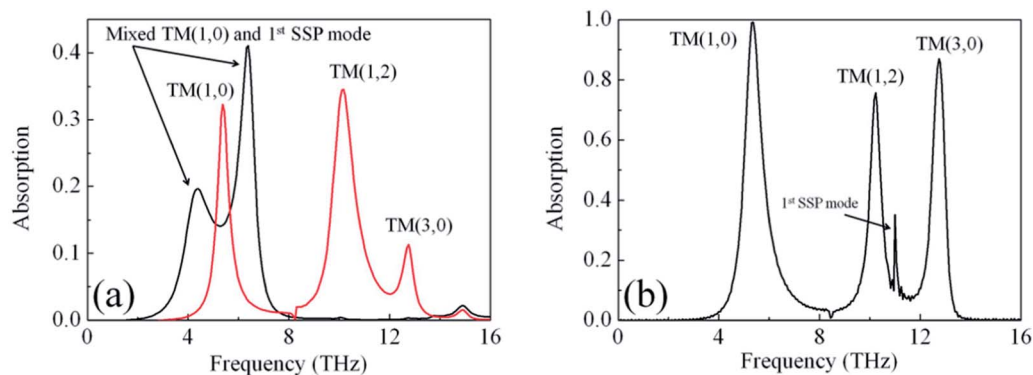 Mixed TM(1,0) and 1st SSP mode
TM(1,0)
TM(1,2)
TM(3,0)
Absorption
0.4
0.3
0.2
0.1
0.0
(a)
0
4
8
12
16
Frequency (THz)
TM(1,0)
TM(1,2)
TM(3,0)
1st SSP mode
Absorption
1.0
0.8
0.6
0.4
0.2
0.0
(b)
0
4
8
12
16
Frequency (THz)